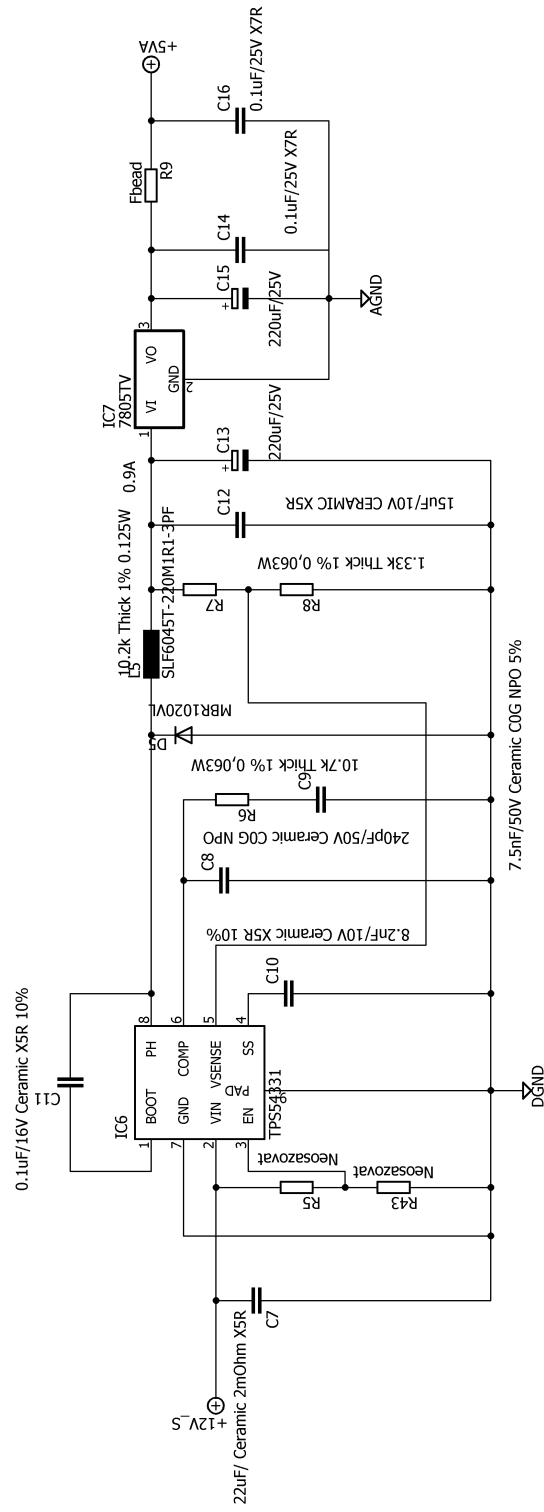 +12V_S
22uF/ Ceramic 2mOhm X5R
C7
R5
Neosazovat
R43
Neosazovat
0.1uF/16V Ceramic X5R 10%
C11
IC6
TPS54331
1
BOOT
PH
8
7
GND
COMP
6
2
VIN
VSENSE
5
3
EN
SS
4
PAD
9
DGND
C10
8.2nF/10V Ceramic X5R 10%
C8
240pF/50V Ceramic C0G NPO
R6
C9
10.7k Thick 1% 0,063W
7.5nF/50V Ceramic C0G NPO 5%
D5
MBR1020VL
L5
SLF6045T-220M1R1-3PF
10.2k Thick 1% 0.125W
0.9A
R7
R8
1.33k Thick 1% 0,063W
C12
15uF/10V CERAMIC X5R
+
C13
220uF/25V
IC7
7805TV
1
VI
VO
3
GND
2
+
C15
220uF/25V
C14
0.1uF/25V X7R
AGND
Fbead
R9
C16
0.1uF/25V X7R
+5VA